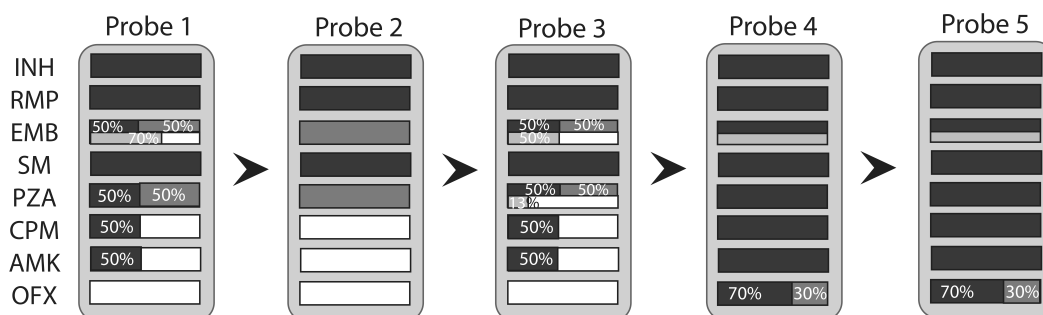 Probe 1 Probe 2 Probe 3 Probe 4 Probe 5
INH
RMP
EMB 50% 50% 50% 50%
70% 50%
SM
PZA 50% 50% 50% 50%
13%
CPM 50% 50%
AMK 50% 50%
OFX 70% 30% 70% 30%